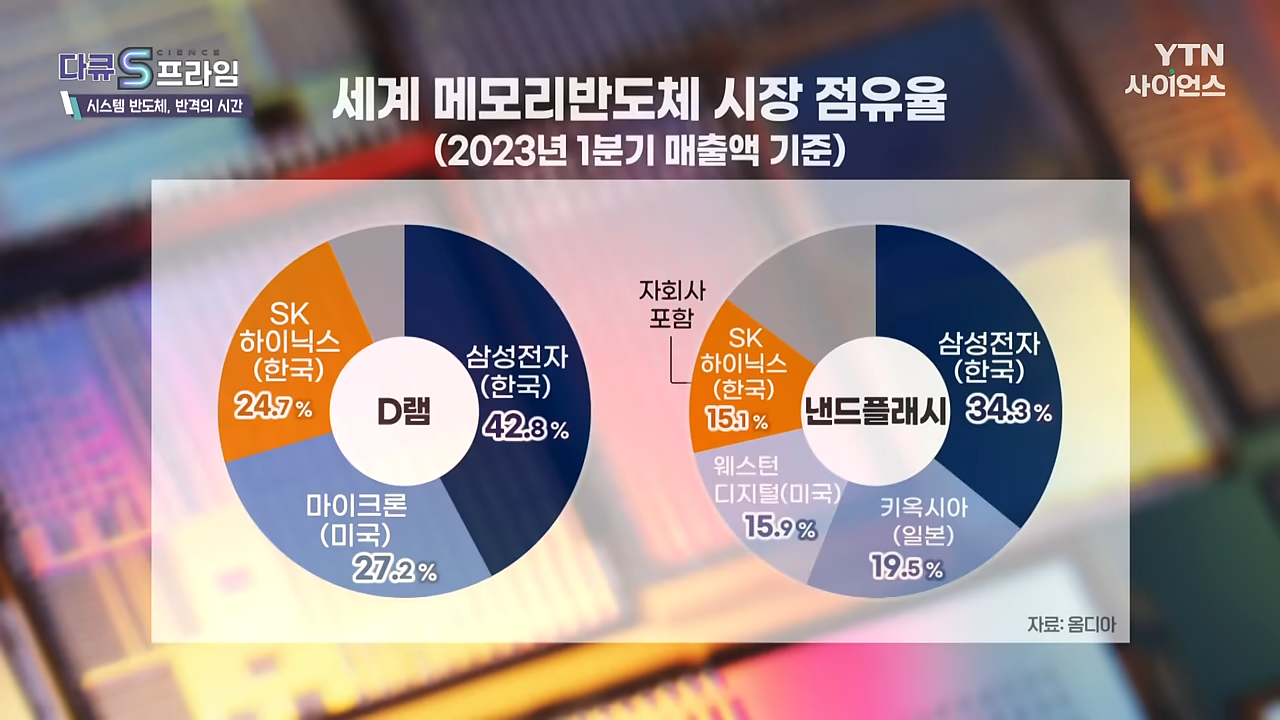 다큐 S 프라임
CIENCE
시스템 반도체, 반격의 시간
YTN
사이언스
세계 메모리반도체 시장 점유율
(2023년 1분기 매출액 기준)
D램
삼성전자
(한국)
42.8%
마이크론
(미국)
27.2%
SK
하이닉스
(한국)
24.7%
낸드플래시
삼성전자
(한국)
34.3%
키옥시아
(일본)
19.5%
웨스턴
디지털(미국)
15.9%
자회사
포함
SK
하이닉스
(한국)
15.1%
자료: 옴디아